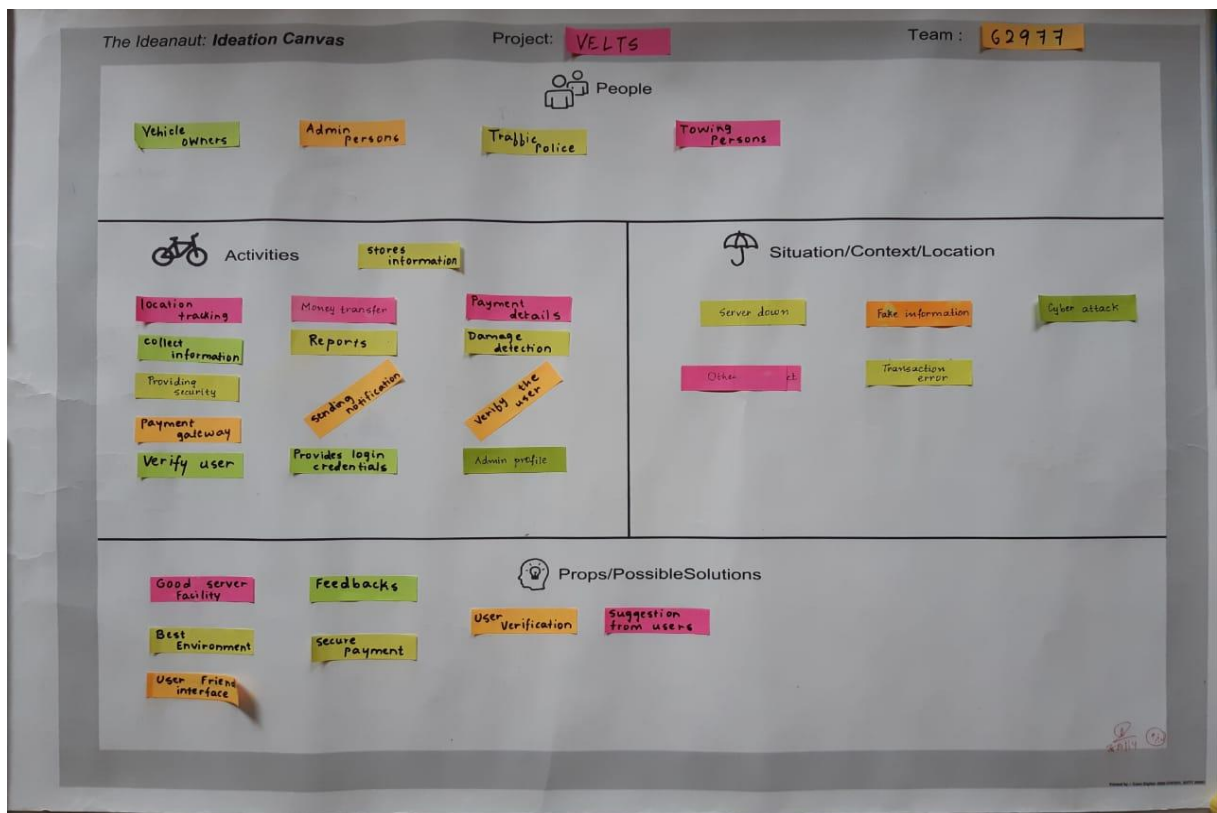 The Ideanaut: Ideation Canvas
Project:
VELTS
Team :
62977
People
Vehicle
owners
Admin
persons
Traffic
Police
Towing
Persons
Activities
Stores
information
location
tracking
Money transfer
Payment
details
collect
information
Reports
Damage
detection
Providing
security
sending
notification
Verify the
user
Payment
gateway
Verify user
Provides login
credentials
Admin profile
Situation/Context/Location
Server down
Fake information
Cyber attack
Transaction
error
Props/PossibleSolutions
Good server
Facility
Feedbacks
User
Verification
Suggestion
from users
Best
Environment
secure
payment
User Friend
interface